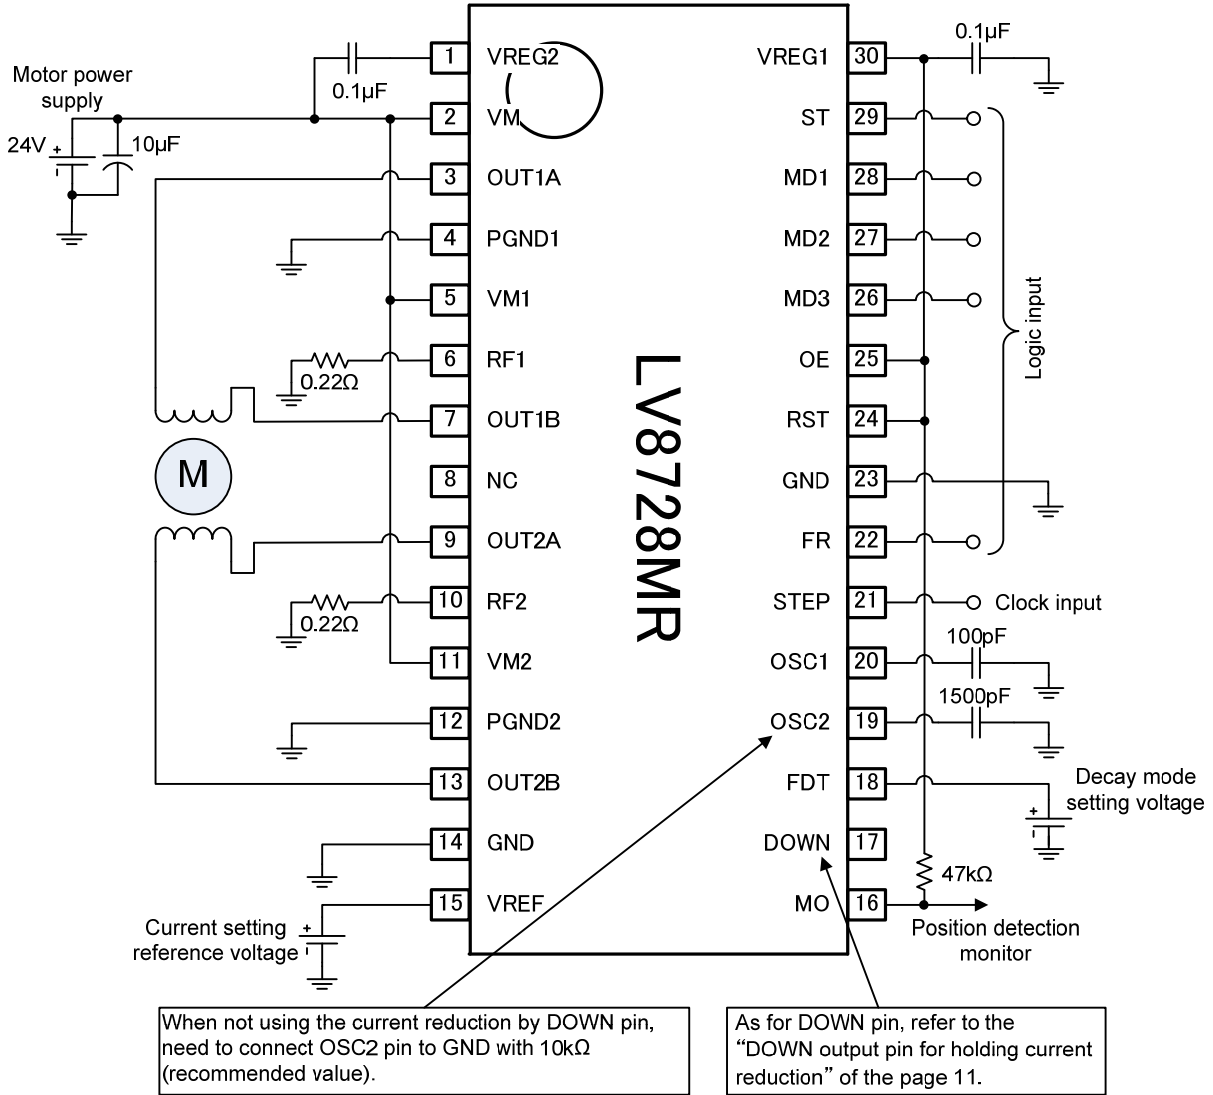 Motor power
supply
24V
+
-
10µF
0.1µF
1 VREG2
2 VM
3 OUT1A
4 PGND1
5 VM1
6 RF1
0.22Ω
7 OUT1B
8 NC
M
9 OUT2A
10 RF2
0.22Ω
11 VM2
12 PGND2
13 OUT2B
14 GND
15 VREF
Current setting
reference voltage
+
-
LV8728MR
VREG1 30
0.1µF
ST 29
MD1 28
MD2 27
MD3 26
OE 25
RST 24
GND 23
FR 22
Logic input
STEP 21
Clock input
OSC1 20
100pF
OSC2 19
1500pF
FDT 18
Decay mode
setting voltage
+
-
DOWN 17
47kΩ
MO 16
Position detection
monitor
When not using the current reduction by DOWN pin,
need to connect OSC2 pin to GND with 10kΩ
(recommended value).
As for DOWN pin, refer to the
“DOWN output pin for holding current
reduction” of the page 11.